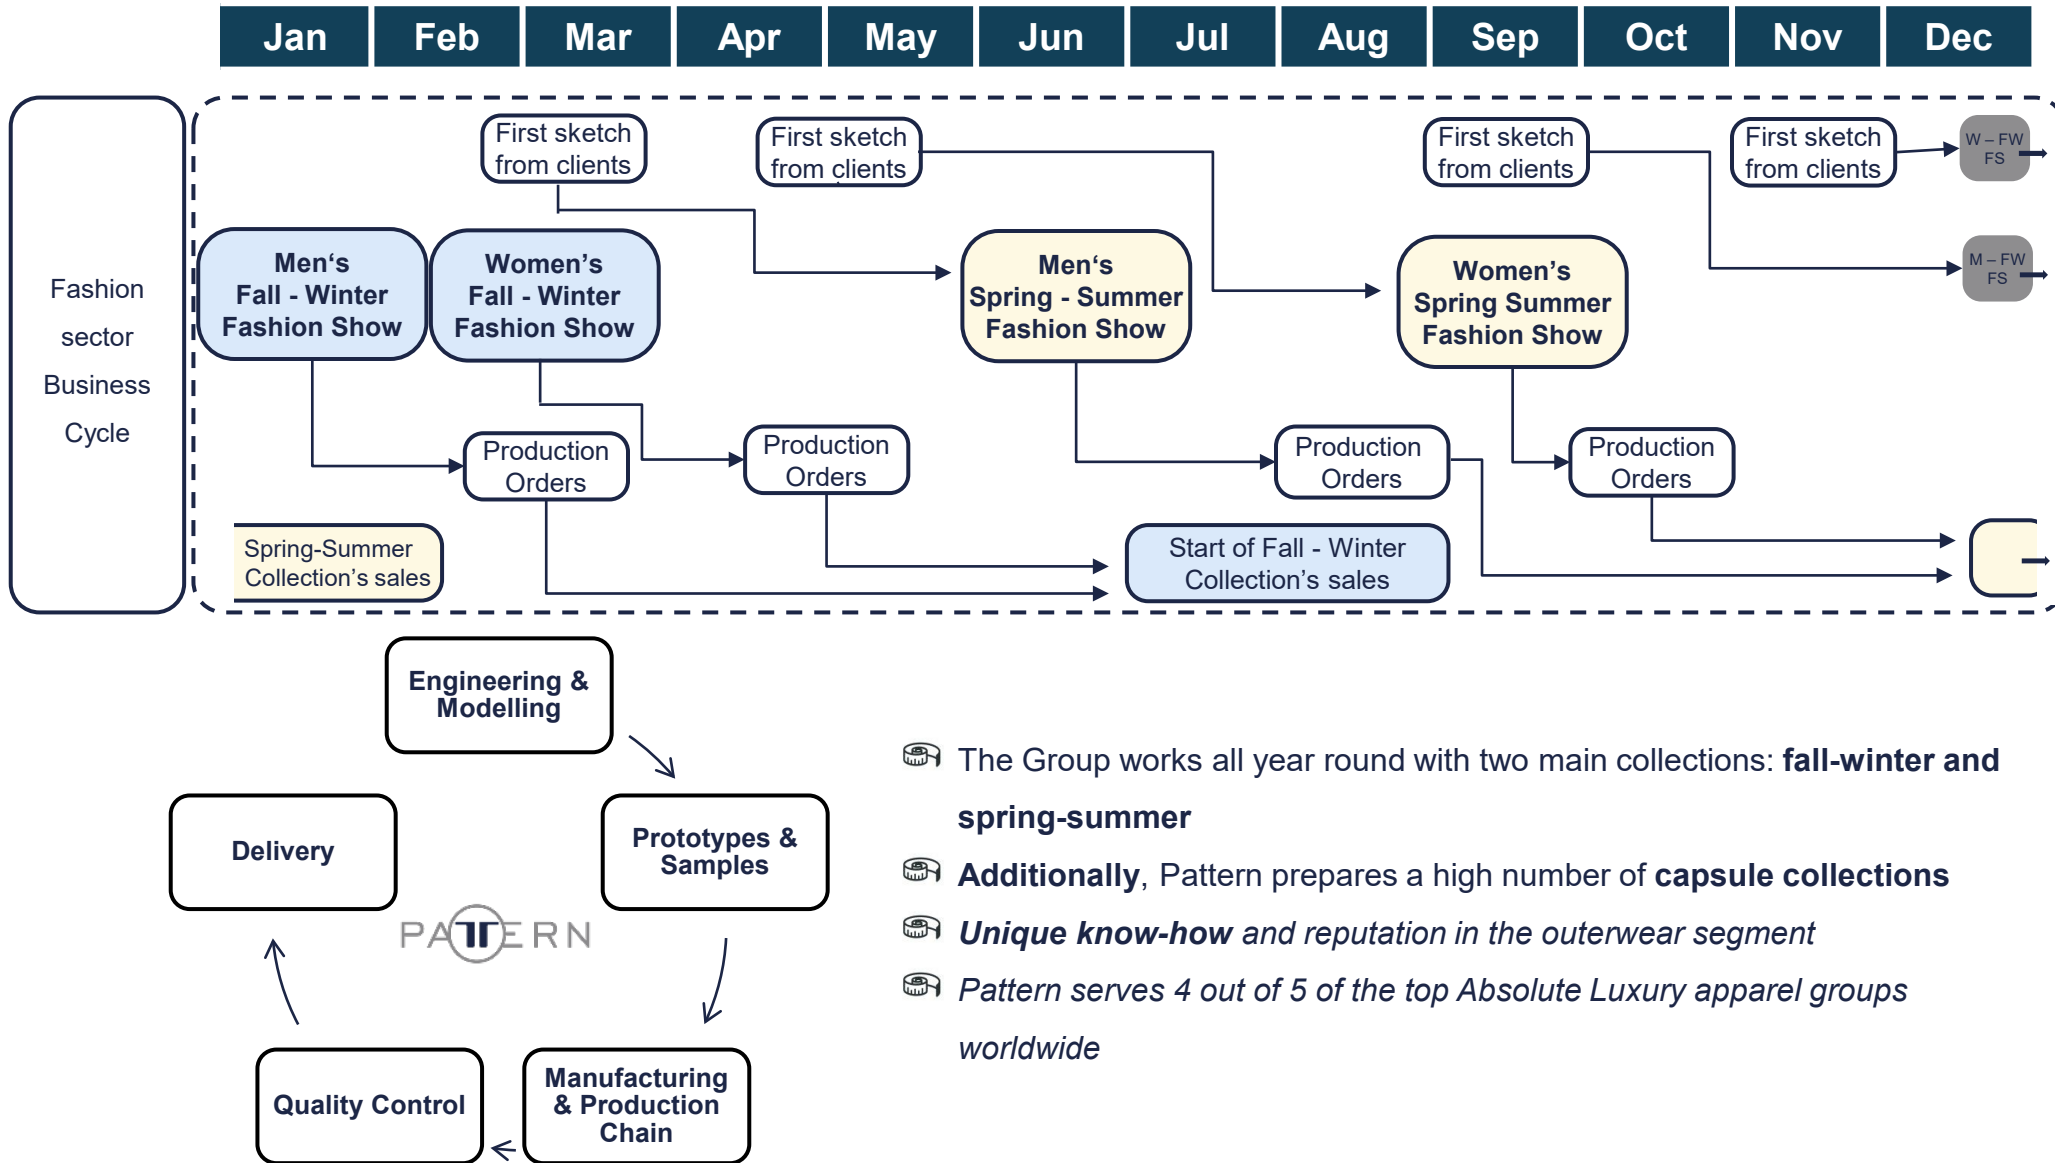 Jan Feb Mar Apr May Jun Jul Aug Sep Oct Nov Dec
Fashion
sector
Business
Cycle
First sketch
from clients
First sketch
from clients
First sketch
from clients
First sketch
from clients
W – FW
FS
Men‘s
Fall - Winter
Fashion Show
Women’s
Fall - Winter
Fashion Show
Men‘s
Spring - Summer
Fashion Show
Women’s
Spring Summer
Fashion Show
M – FW
FS
Production
Orders
Production
Orders
Production
Orders
Production
Orders
Spring-Summer
Collection’s sales
Start of Fall - Winter
Collection’s sales
Engineering &
Modelling
Prototypes &
Samples
Manufacturing
& Production
Chain
Quality Control
Delivery
PATTERN
The Group works all year round with two main collections: fall-winter and
spring-summer
Additionally, Pattern prepares a high number of capsule collections
Unique know-how and reputation in the outerwear segment
Pattern serves 4 out of 5 of the top Absolute Luxury apparel groups
worldwide